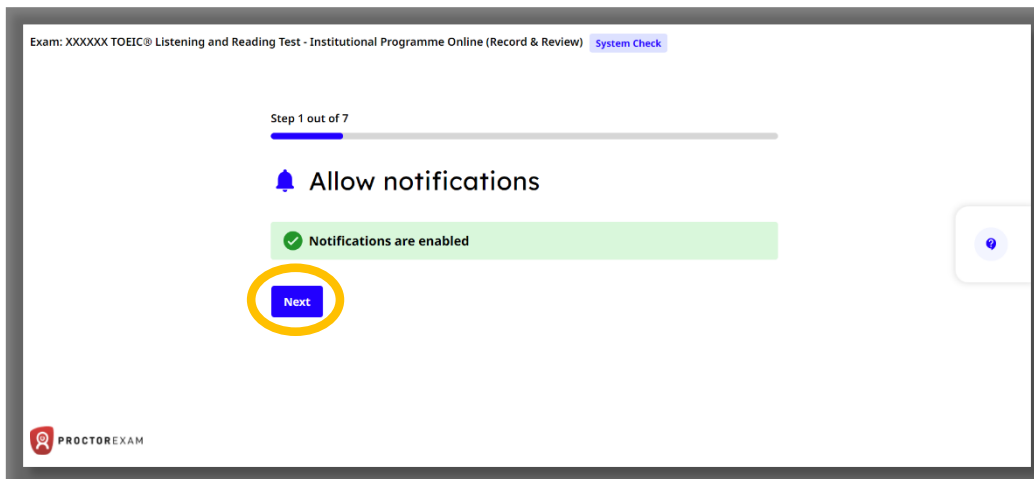 Exam: XXXXXX TOEIC® Listening and Reading Test - Institutional Programme Online (Record & Review) System Check
Step 1 out of 7
Allow notifications
Notifications are enabled
Next
PROCTOREXAM